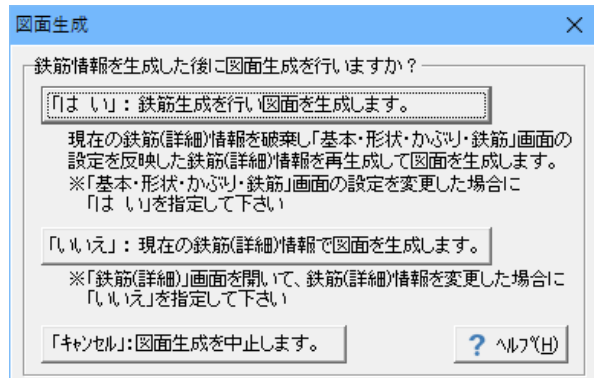 図面生成
鉄筋情報を生成した後に図面生成を行いますか？
「は い」：鉄筋生成を行い図面を生成します。
現在の鉄筋(詳細)情報を破棄し「基本・形状・かぶり・鉄筋」画面の
設定を反映した鉄筋(詳細)情報を再生成して図面を生成します。
※「基本・形状・かぶり・鉄筋」画面の設定を変更した場合に
「は い」を指定して下さい
「いいえ」：現在の鉄筋(詳細)情報で図面を生成します。
※「鉄筋(詳細)」画面を開いて、鉄筋(詳細)情報を変更した場合に
「いいえ」を指定して下さい
「ｷｬﾝｾﾙ」：図面生成を中止します。
? ﾍﾙﾌﾟ(H)